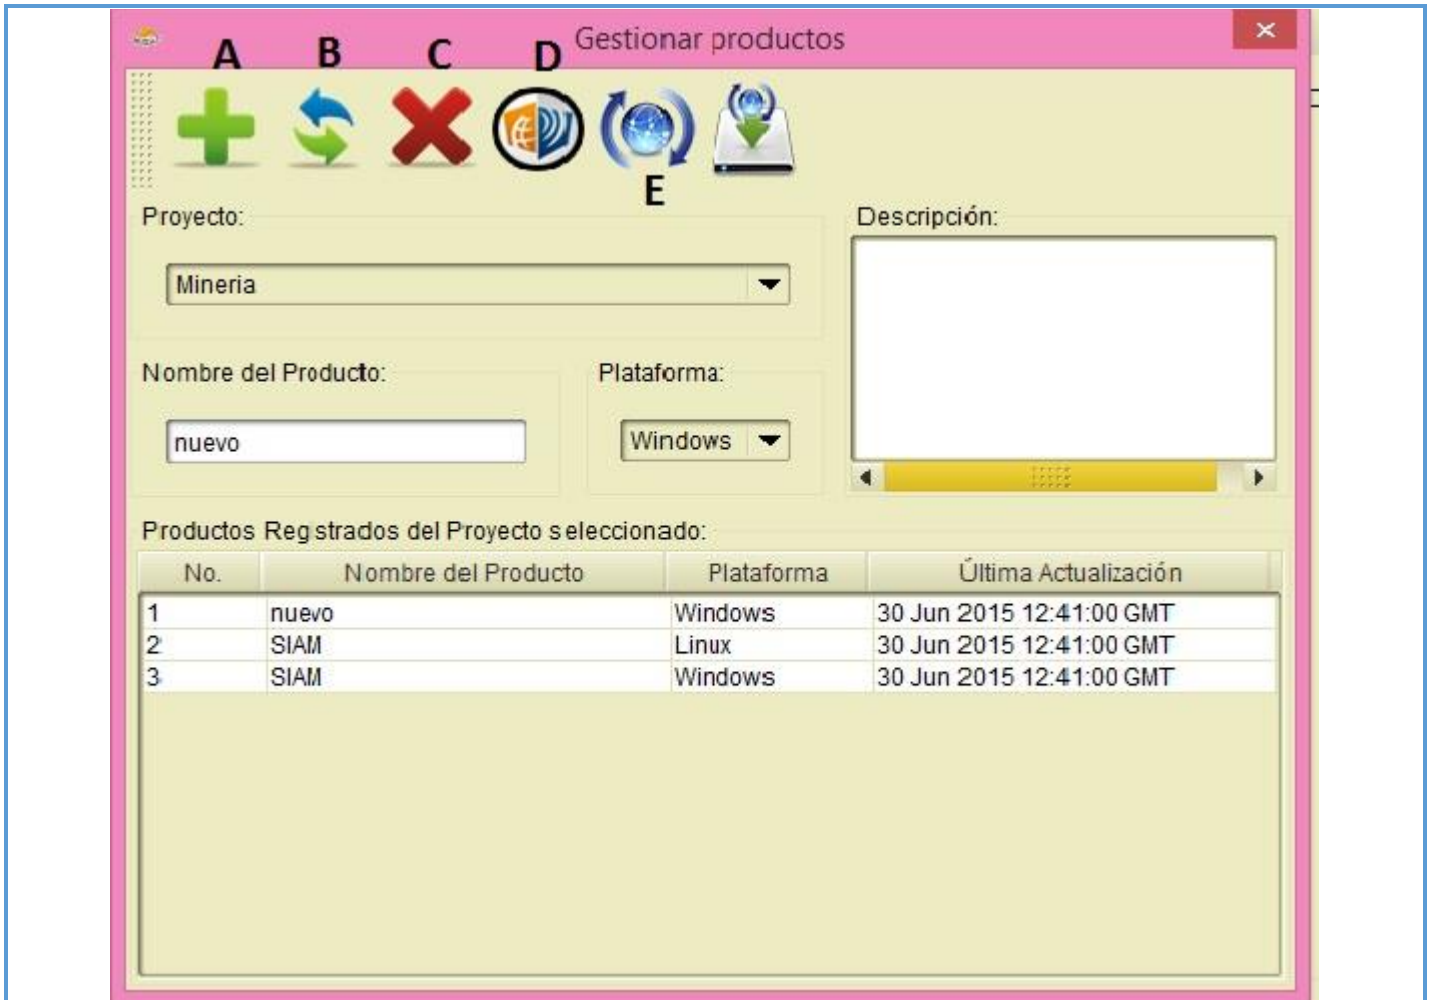 Gestionar productos
A B C D
E
Proyecto:
Descripción:
Mineria
Nombre del Producto:
Plataforma:
nuevo
Windows
Productos Registrados del Proyecto seleccionado:
No. Nombre del Producto Plataforma Última Actualización
1 nuevo Windows 30 Jun 2015 12:41:00 GMT
2 SIAM Linux 30 Jun 2015 12:41:00 GMT
3 SIAM Windows 30 Jun 2015 12:41:00 GMT